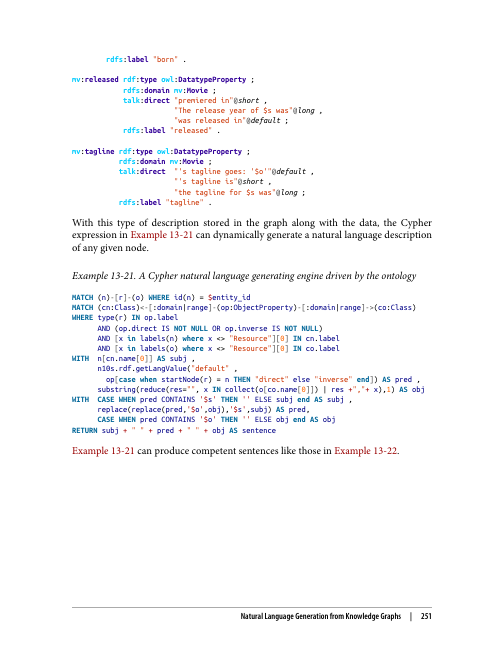 rdfs:label "born" .
mv:released rdf:type owl:DatatypeProperty ;
rdfs:domain mv:Movie ;
talk:direct "premiered in"@short ,
"The release year of $s was"@long ,
"was released in"@default ;
rdfs:label "released" .
mv:tagline rdf:type owl:DatatypeProperty ;
rdfs:domain mv:Movie ;
talk:direct "'s tagline goes: '$o'"@default ,
"'s tagline is"@short ,
"the tagline for $s was"@long ;
rdfs:label "tagline" .
With this type of description stored in the graph along with the data, the Cypher
expression in Example 13-21 can dynamically generate a natural language description
of any given node.
Example 13-21. A Cypher natural language generating engine driven by the ontology
MATCH (n)-[r]-(o) WHERE id(n) = $entity_id
MATCH (cn:Class)<-[:domain|range]-(op:ObjectProperty)-[:domain|range]->(co:Class)
WHERE type(r) IN op.label
AND (op.direct IS NOT NULL OR op.inverse IS NOT NULL)
AND [x in labels(n) where x <> "Resource"][0] IN cn.label
AND [x in labels(o) where x <> "Resource"][0] IN co.label
WITH n[cn.name[0]] AS subj ,
n10s.rdf.getLangValue("default" ,
op[case when startNode(r) = n THEN "direct" else "inverse" end]) AS pred ,
substring(reduce(res="", x IN collect(o[co.name[0]]) | res +","+ x),1) AS obj
WITH CASE WHEN pred CONTAINS '$s' THEN '' ELSE subj end AS subj ,
replace(replace(pred,'$o',obj),'$s',subj) AS pred,
CASE WHEN pred CONTAINS '$o' THEN '' ELSE obj end AS obj
RETURN subj + " " + pred + " " + obj AS sentence
Example 13-21 can produce competent sentences like those in Example 13-22.
Natural Language Generation from Knowledge Graphs | 251